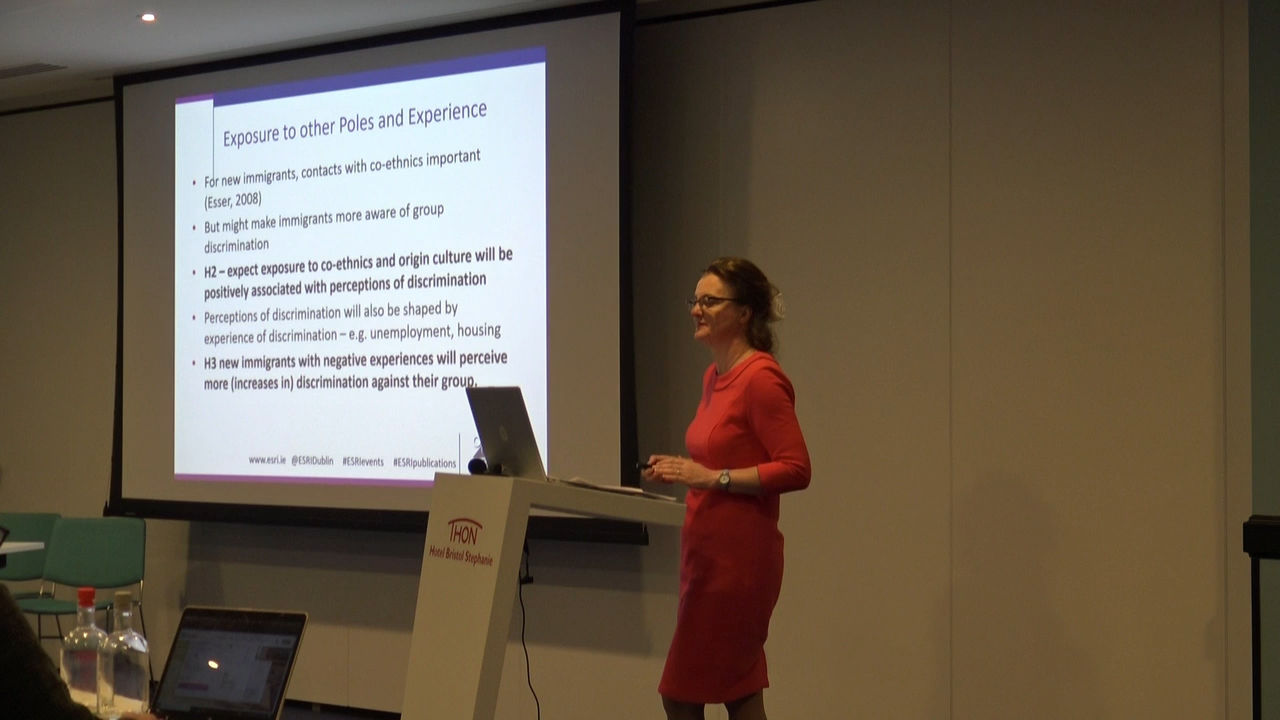 Exposure to other Poles and Experience
• For new immigrants, contacts with co-ethnics important
(Esser, 2008)
• But might make immigrants more aware of group
discrimination
• H2 – expect exposure to co-ethnics and origin culture will be
positively associated with perceptions of discrimination
• Perceptions of discrimination will also be shaped by
experience of discrimination – e.g. unemployment, housing
• H3 new immigrants with negative experiences will perceive
more (increases in) discrimination against their group.
www.esri.ie @ESRIDublin #ESRIevents #ESRIpublications
THON
Hotel Bristol Stephanie